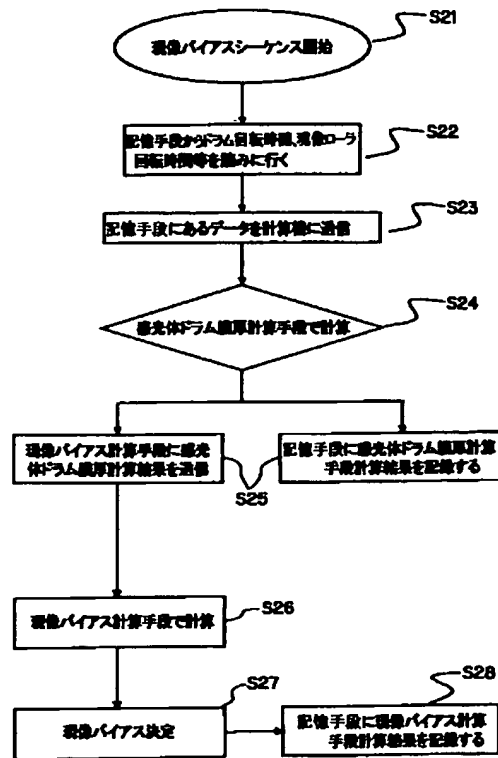 S21
現像バイアスシーケンス開始
S22
記憶手段からドラム回転時間、現像ローラ
回転時間等を読みに行く
S23
記憶手段にあるデータを計算機に送信
S24
感光体ドラム膜厚計算手段で計算
現像バイアス計算手段に感光
体ドラム膜厚計算結果を送信
記憶手段に感光体ドラム膜厚計算
手段計算結果を記録する
S25
S26
現像バイアス計算手段で計算
S27
現像バイアス決定
S28
記憶手段に現像バイアス計算
手段計算結果を記録する